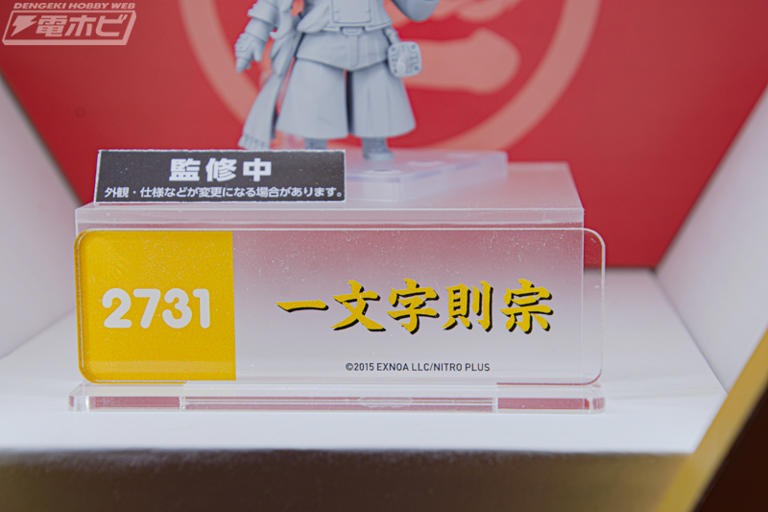 DENGEKI HOBBY WEB
電ホビ
監修中
外観・仕様などが変更になる場合があります。
2731
一文字則宗
©2015 EXNOA LLC/NITRO PLUS